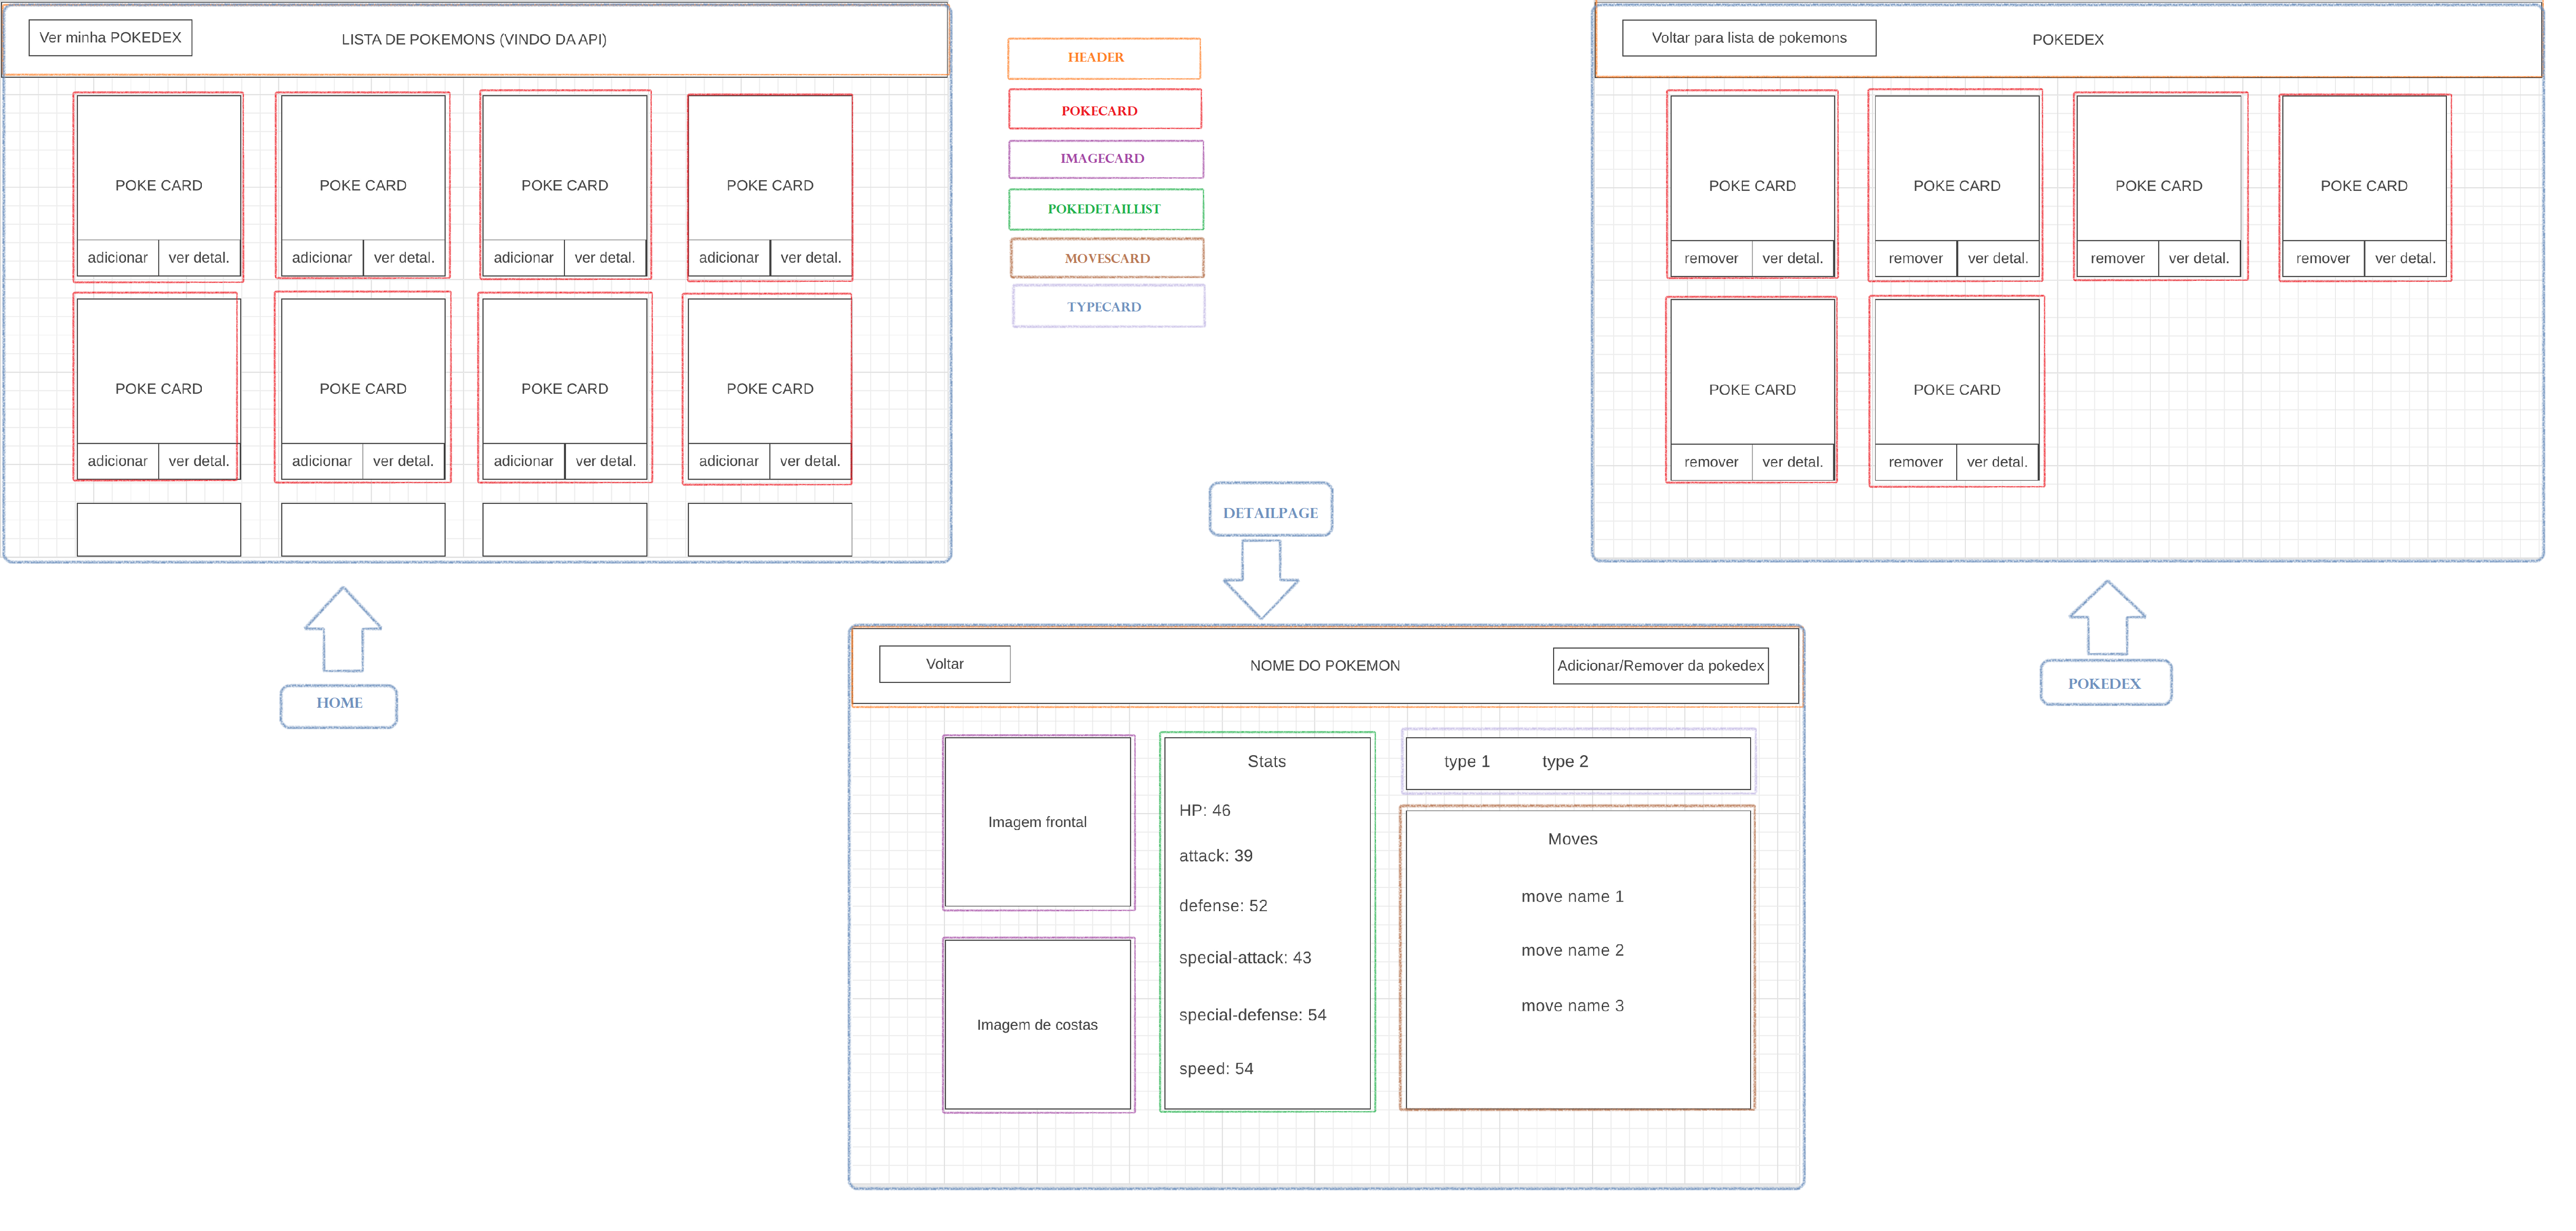 Ver minha POKEDEX
LISTA DE POKEMONS (VINDO DA API)
POKE CARD POKE CARD POKE CARD POKE CARD
adicionar ver detal. adicionar ver detal. adicionar ver detal. adicionar ver detal.
POKE CARD POKE CARD POKE CARD POKE CARD
adicionar ver detal. adicionar ver detal. adicionar ver detal. adicionar ver detal.
HOME
HEADER
POKECARD
IMAGECARD
POKEDETAILLIST
MOVESCARD
TYPECARD
Voltar para lista de pokemons
POKEDEX
POKE CARD POKE CARD POKE CARD POKE CARD
remover ver detal. remover ver detal. remover ver detal. remover ver detal.
POKE CARD POKE CARD
remover ver detal. remover ver detal.
POKEDEX
DETAILPAGE
Voltar
NOME DO POKEMON
Adicionar/Remover da pokedex
Imagem frontal
Imagem de costas
Stats
HP: 46
attack: 39
defense: 52
special-attack: 43
special-defense: 54
speed: 54
type 1 type 2
Moves
move name 1
move name 2
move name 3